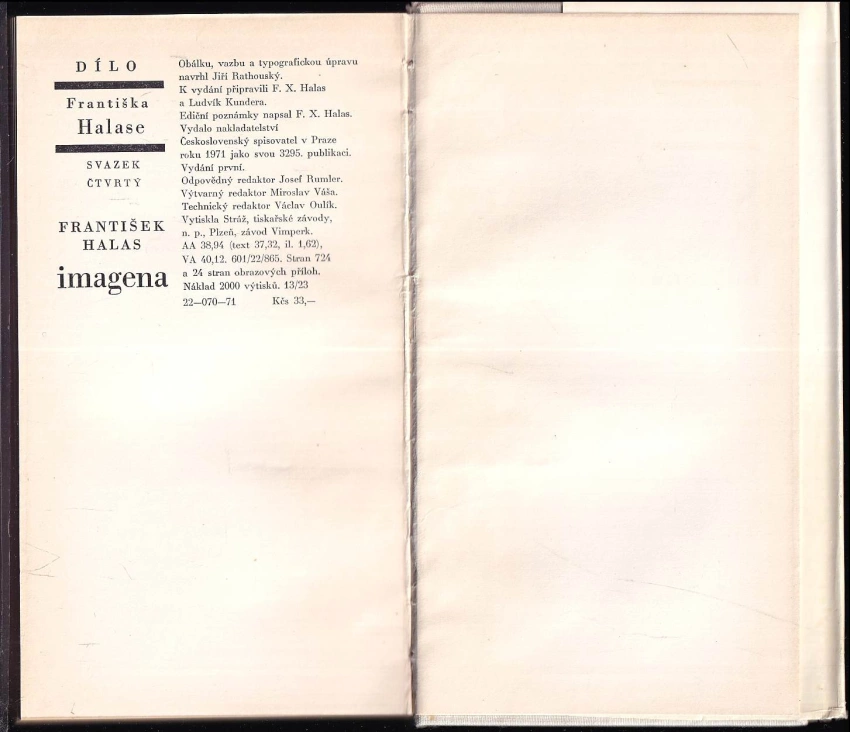 DÍLO
Františka
Halase
SVAZEK
ČTVRTÝ
FRANTIŠEK
HALAS
imagena
Obálku, vazbu a typografickou úpravu
navrhl Jiří Rathouský.
K vydání připravili F. X. Halas
a Ludvík Kundera.
Ediční poznámky napsal F. X. Halas.
Vydalo nakladatelství
Československý spisovatel v Praze
roku 1971 jako svou 3295. publikaci.
Vydání první.
Odpovědný redaktor Josef Rumler.
Výtvarný redaktor Miroslav Váša.
Technický redaktor Václav Oulík.
Vytiskla Stráž, tiskařské závody,
n. p., Plzeň, závod Vimperk.
AA 38,94 (text 37,32, il. 1,62),
VA 40,12. 601/22/865. Stran 724
a 24 stran obrazových příloh.
Náklad 2000 výtisků. 13/23
22—070—71 Kčs 33,—